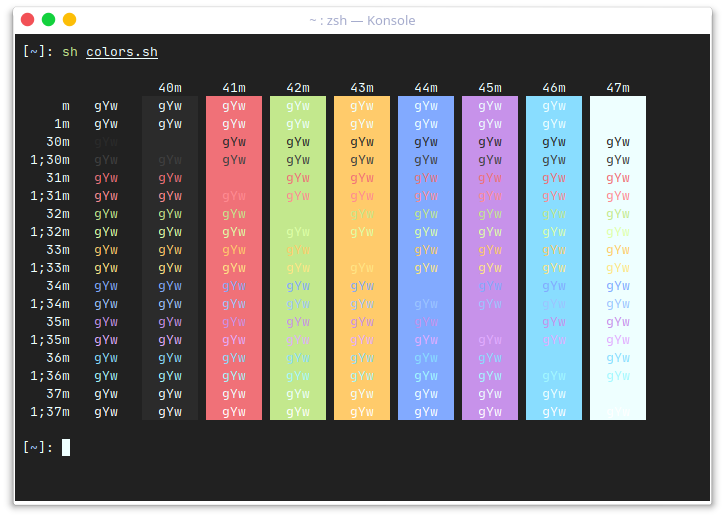 ~ : zsh — Konsole
[~]: sh colors.sh
40m 41m 42m 43m 44m 45m 46m 47m
m gYw gYw gYw gYw gYw gYw gYw gYw
1m gYw gYw gYw gYw gYw gYw gYw gYw
30m gYw gYw gYw gYw gYw gYw gYw gYw
1;30m gYw gYw gYw gYw gYw gYw gYw gYw gYw
31m gYw gYw gYw gYw gYw gYw gYw gYw
1;31m gYw gYw gYw gYw gYw gYw gYw gYw gYw
32m gYw gYw gYw gYw gYw gYw gYw gYw
1;32m gYw gYw gYw gYw gYw gYw gYw gYw gYw
33m gYw gYw gYw gYw gYw gYw gYw gYw
1;33m gYw gYw gYw gYw gYw gYw gYw gYw gYw
34m gYw gYw gYw gYw gYw gYw gYw gYw
1;34m gYw gYw gYw gYw gYw gYw gYw gYw gYw
35m gYw gYw gYw gYw gYw gYw gYw gYw
1;35m gYw gYw gYw gYw gYw gYw gYw gYw gYw
36m gYw gYw gYw gYw gYw gYw gYw gYw
1;36m gYw gYw gYw gYw gYw gYw gYw gYw gYw
37m gYw gYw gYw gYw gYw gYw gYw gYw
1;37m gYw gYw gYw gYw gYw gYw gYw gYw
[~]: